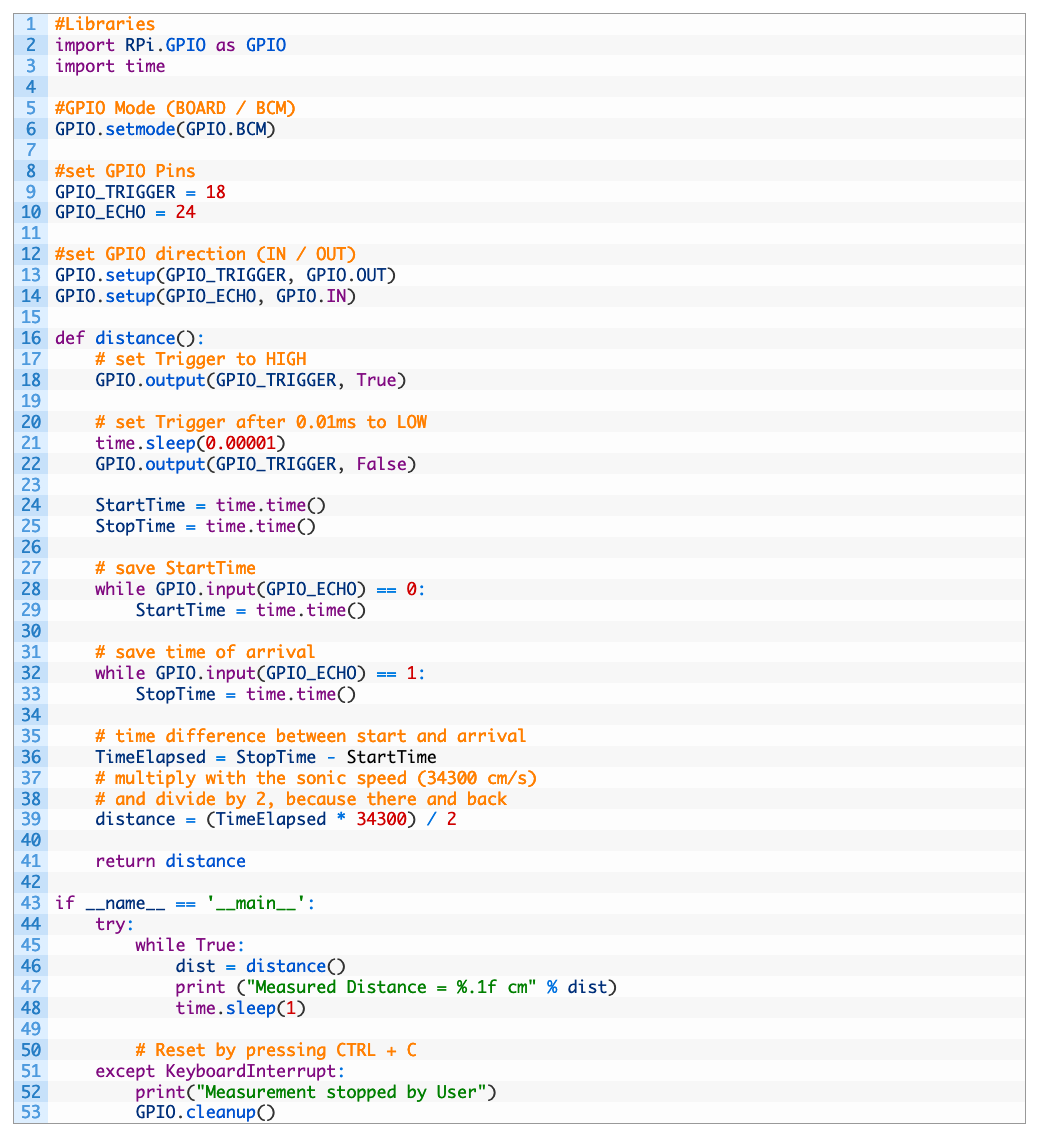 1 #Libraries
2 import RPi.GPIO as GPIO
3 import time
4
5 #GPIO Mode (BOARD / BCM)
6 GPIO.setmode(GPIO.BCM)
7
8 #set GPIO Pins
9 GPIO_TRIGGER = 18
10 GPIO_ECHO = 24
11
12 #set GPIO direction (IN / OUT)
13 GPIO.setup(GPIO_TRIGGER, GPIO.OUT)
14 GPIO.setup(GPIO_ECHO, GPIO.IN)
15
16 def distance():
17     # set Trigger to HIGH
18     GPIO.output(GPIO_TRIGGER, True)
19
20     # set Trigger after 0.01ms to LOW
21     time.sleep(0.00001)
22     GPIO.output(GPIO_TRIGGER, False)
23
24     StartTime = time.time()
25     StopTime = time.time()
26
27     # save StartTime
28     while GPIO.input(GPIO_ECHO) == 0:
29         StartTime = time.time()
30
31     # save time of arrival
32     while GPIO.input(GPIO_ECHO) == 1:
33         StopTime = time.time()
34
35     # time difference between start and arrival
36     TimeElapsed = StopTime - StartTime
37     # multiply with the sonic speed (34300 cm/s)
38     # and divide by 2, because there and back
39     distance = (TimeElapsed * 34300) / 2
40
41     return distance
42
43 if __name__ == '__main__':
44     try:
45         while True:
46             dist = distance()
47             print ("Measured Distance = %.1f cm" % dist)
48             time.sleep(1)
49
50         # Reset by pressing CTRL + C
51     except KeyboardInterrupt:
52         print("Measurement stopped by User")
53         GPIO.cleanup()